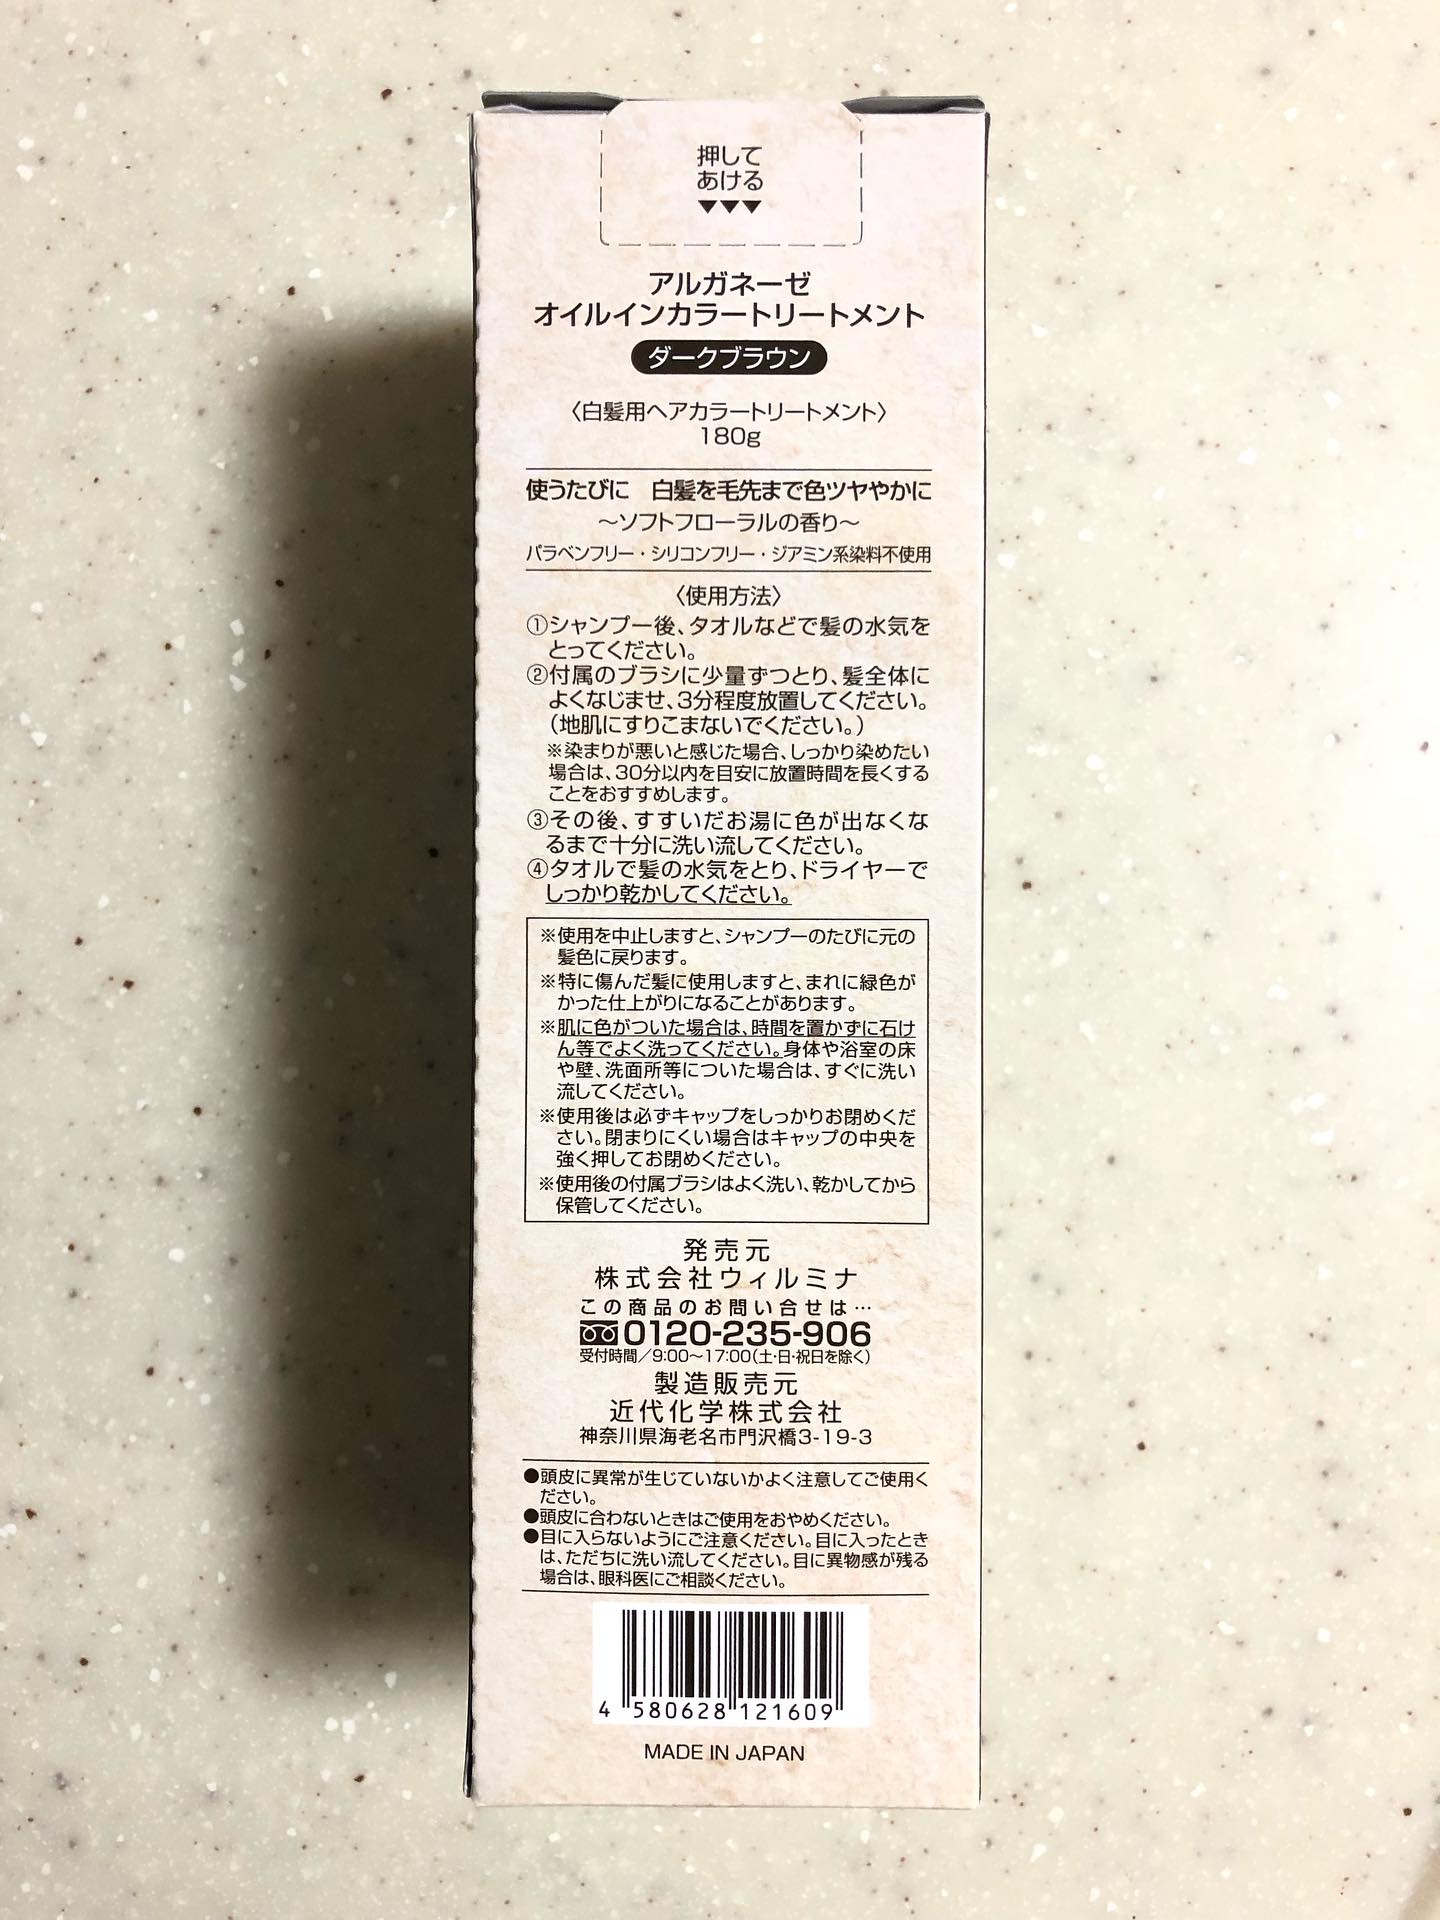 押して
あける
▼▼▼
アルガネーゼ
オイルインカラートリートメント
ダークブラウン
〈白髪用ヘアカラートリートメント〉
180g
使うたびに　白髪を毛先まで色ツヤやかに
～ソフトフローラルの香り～
パラベンフリー・シリコンフリー・ジアミン系染料不使用
〈使用方法〉
①シャンプー後、タオルなどで髪の水気を
とってください。
②付属のブラシに少量ずつとり、髪全体に
よくなじませ、3分程度放置してください。
（地肌にすりこまないでください。）
※染まりが悪いと感じた場合、しっかり染めたい
場合は、30分以内を目安に放置時間を長くする
ことをおすすめします。
③その後、すすいだお湯に色が出なくな
るまで十分に洗い流してください。
④タオルで髪の水気をとり、ドライヤーで
しっかり乾かしてください。
※使用を中止しますと、シャンプーのたびに元の
髪色に戻ります。
※特に傷んだ髪に使用しますと、まれに緑色が
かった仕上がりになることがあります。
※肌に色がついた場合は、時間を置かずに石け
ん等でよく洗ってください。身体や浴室の床
や壁、洗面所等についた場合は、すぐに洗い
流してください。
※使用後は必ずキャップをしっかりお閉めくだ
さい。閉まりにくい場合はキャップの中央を
強く押してお閉めください。
※使用後の付属ブラシはよく洗い、乾かしてから
保管してください。
発売元
株式会社ウィルミナ
この商品のお問い合せは…
0120-235-906
受付時間／9:00～17:00（土・日・祝日を除く）
製造販売元
近代化学株式会社
神奈川県海老名市門沢橋3-19-3
●頭皮に異常が生じていないかよく注意してご使用く
ださい。
●頭皮に合わないときはご使用をおやめください。
●目に入らないようにご注意ください。目に入ったとき
は、ただちに洗い流してください。目に異物感が残る
場合は、眼科医にご相談ください。
4 580628 121609
MADE IN JAPAN